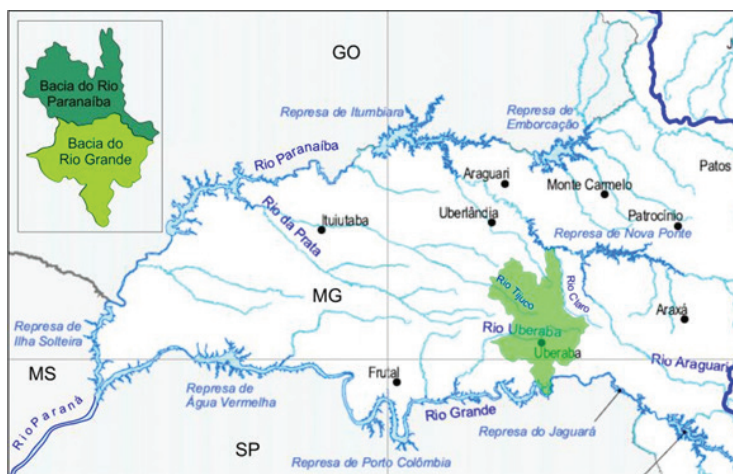 GO
Bacia do Rio
Paranaíba
Bacia do
Rio Grande
Represa de Itumbiara
Represa de
Emborcação
Rio Paranaíba
Araguari
Monte Carmelo
Patos
Ituiutaba
Uberlândia
Patrocínio
Rio da Prata
Represa de Nova Ponte
MG
Rio Tijuco
Rio Claro
Araxá
Rio Uberaba
Uberaba
Represa de
Ilha Solteira
Rio Araguari
MS
Frutal
Represa de
Água Vermelha
Rio Grande
Rio Paraná
Represa do Jaguará
SP
Represa de Porto Colômbia